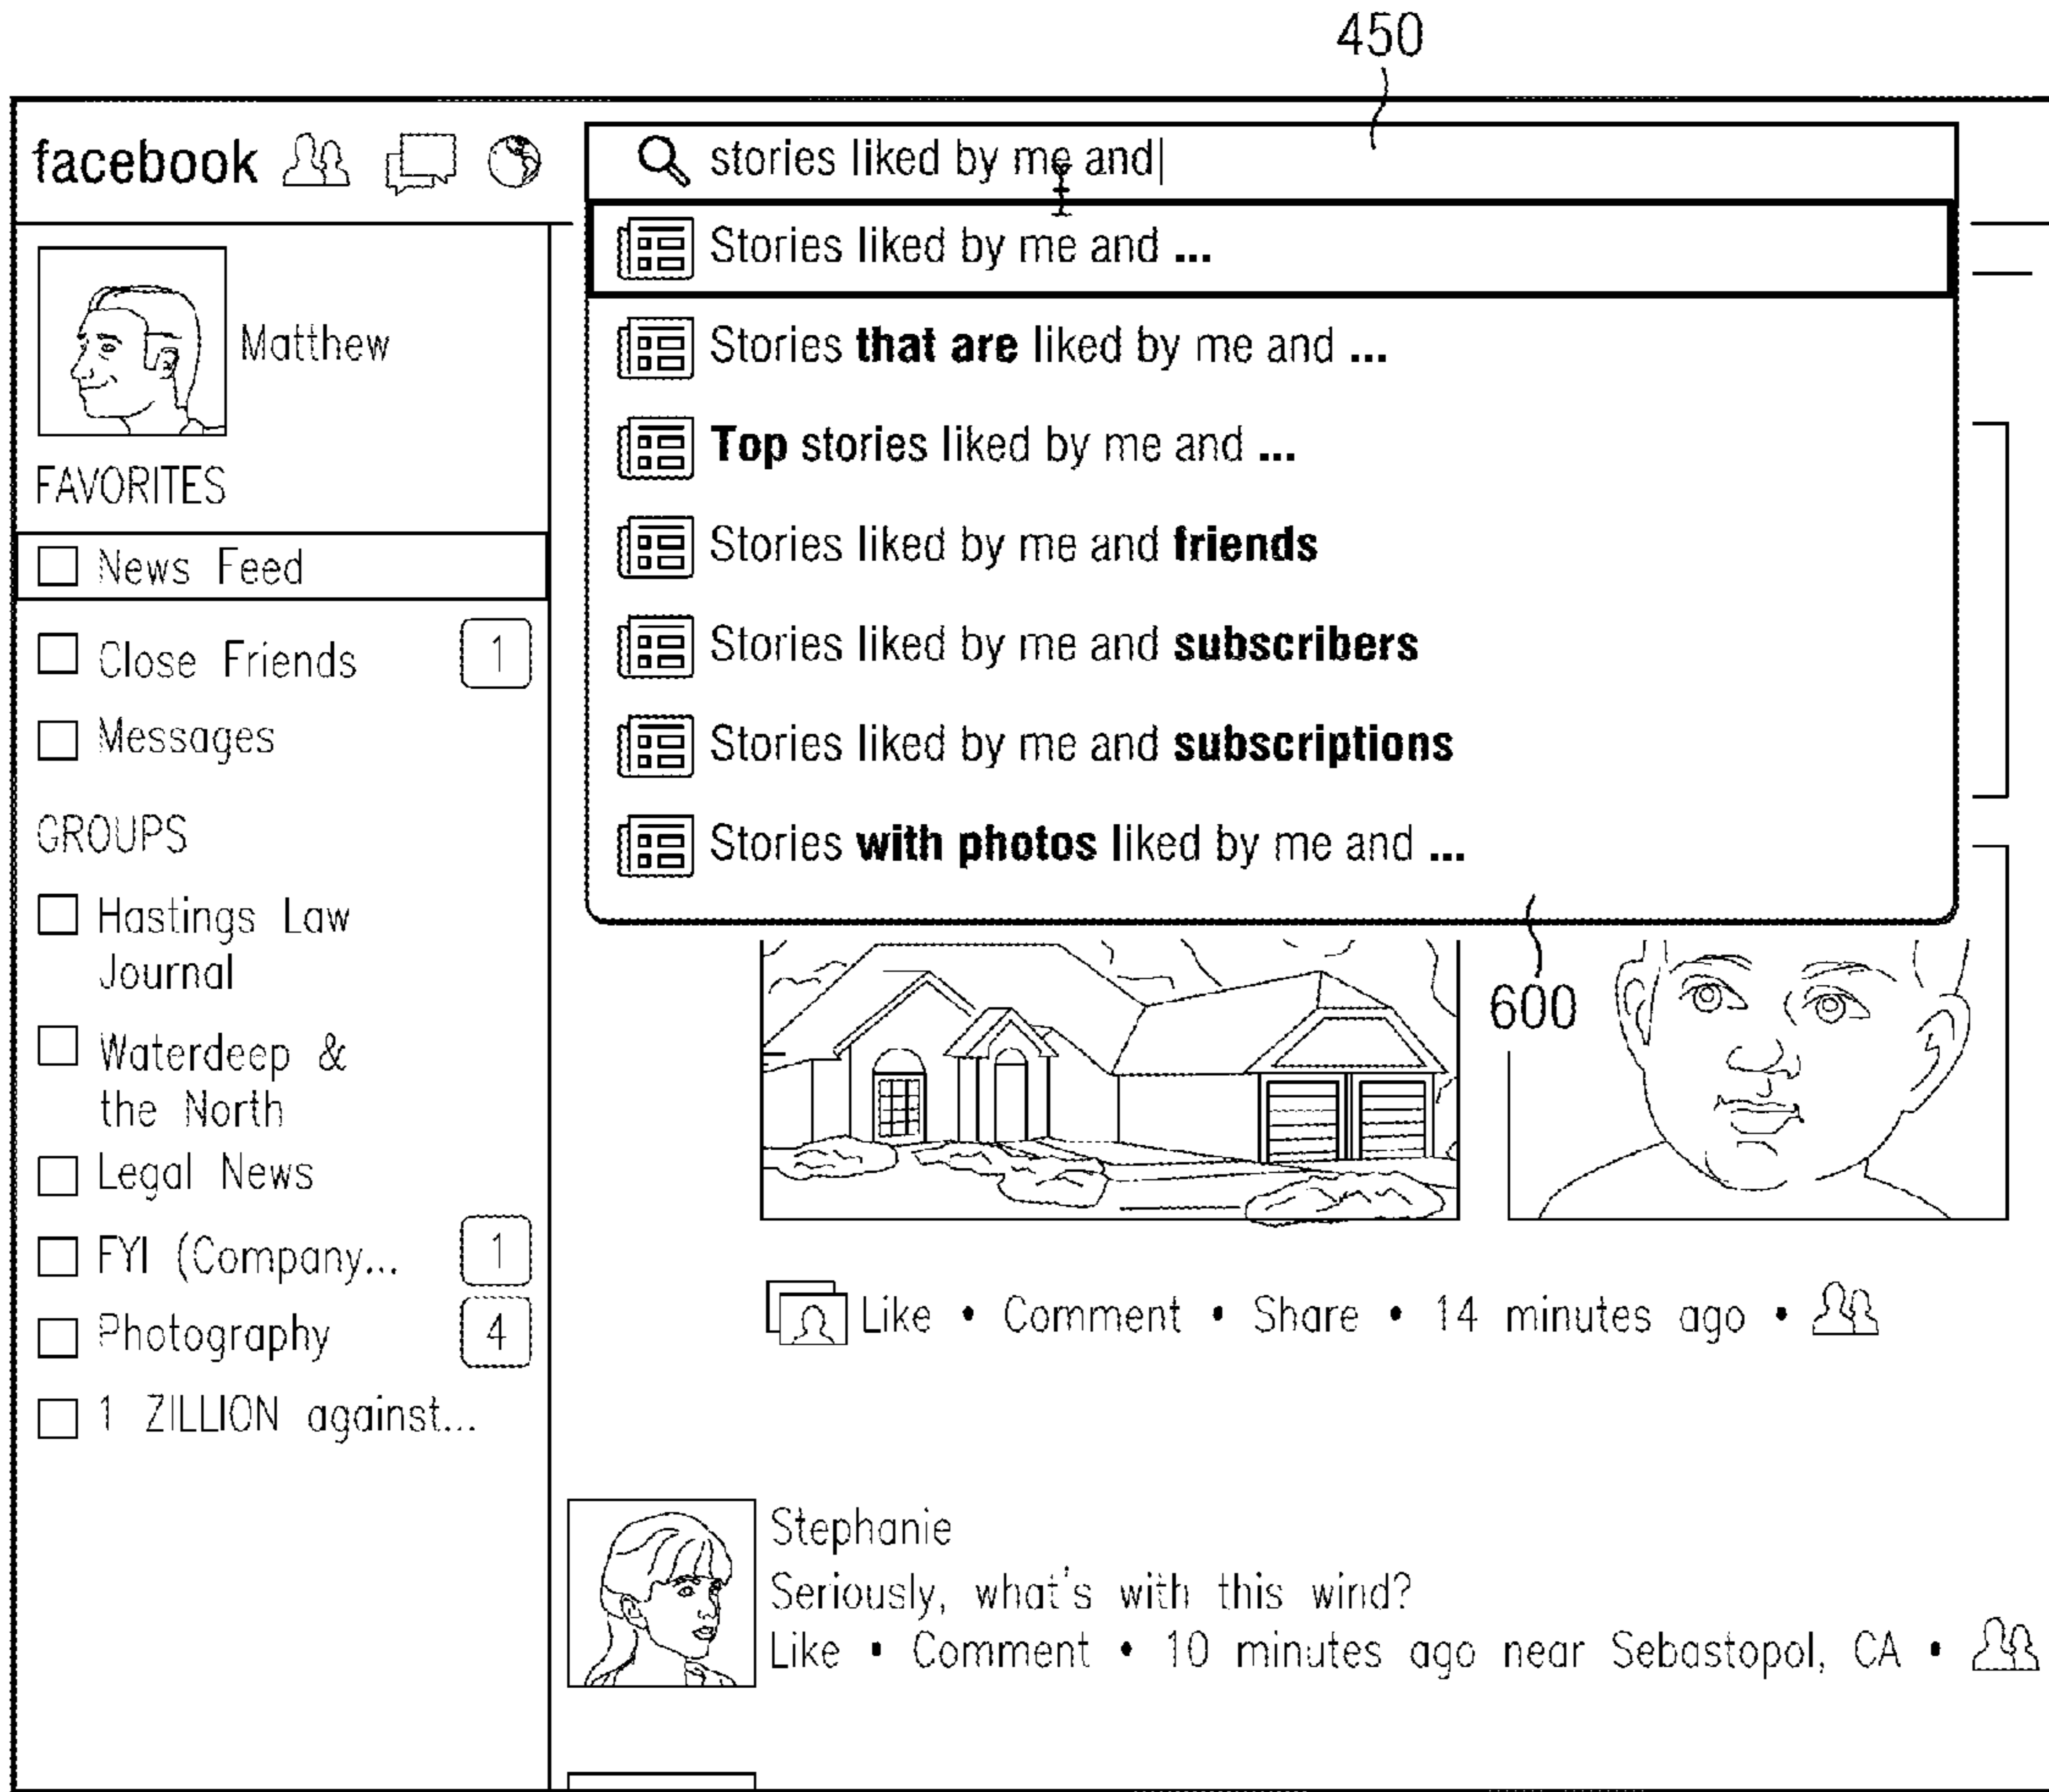 450
facebook
stories liked by me and
Stories liked by me and ...
Stories that are liked by me and ...
Top stories liked by me and ...
Stories liked by me and friends
Stories liked by me and subscribers
Stories liked by me and subscriptions
Stories with photos liked by me and ...
600
Matthew
FAVORITES
News Feed
Close Friends 1
Messages
GROUPS
Hastings Law
Journal
Waterdeep &
the North
Legal News
FYI (Company... 1
Photography 4
1 ZILLION against...
Like • Comment • Share • 14 minutes ago •
Stephanie
Seriously, what's with this wind?
Like • Comment • 10 minutes ago near Sebastopol, CA •